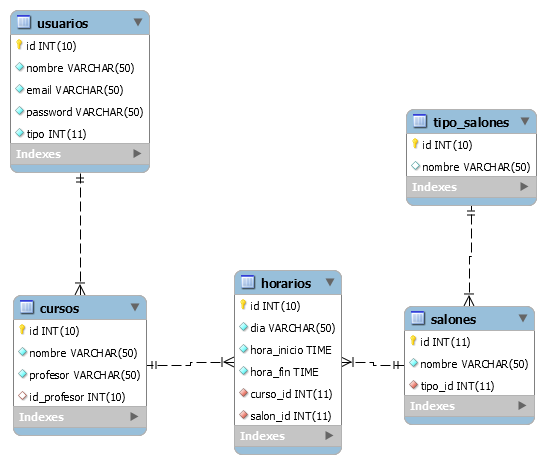 usuarios
id INT(10)
nombre VARCHAR(50)
email VARCHAR(50)
password VARCHAR(50)
tipo INT(11)
Indexes
tipo_salones
id INT(10)
nombre VARCHAR(50)
Indexes
cursos
id INT(10)
nombre VARCHAR(50)
profesor VARCHAR(50)
id_profesor INT(10)
Indexes
horarios
id INT(10)
dia VARCHAR(50)
hora_inicio TIME
hora_fin TIME
curso_id INT(11)
salon_id INT(11)
Indexes
salones
id INT(11)
nombre VARCHAR(50)
tipo_id INT(11)
Indexes